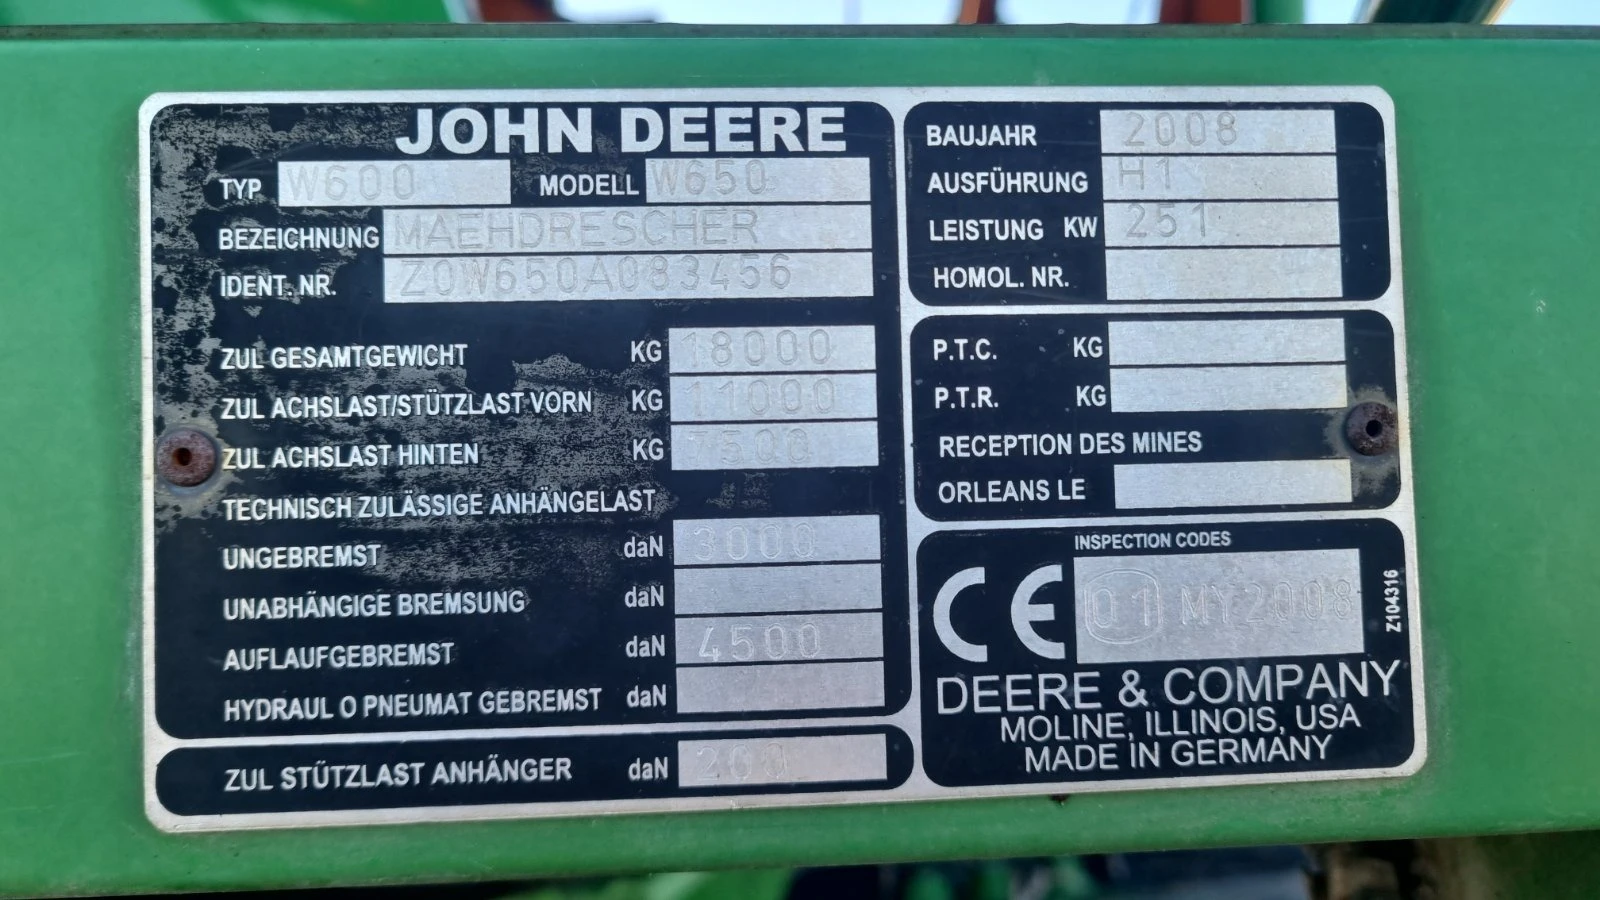 JOHN DEERE
TYP W600 MODELL W650
BEZEICHNUNG MAEHDRESCHER
IDENT. NR. Z0W650A083456
ZUL GESAMTGEWICHT KG 18000
ZUL ACHSLAST/STÜTZLAST VORN KG 11000
ZUL ACHSLAST HINTEN KG 7500
TECHNISCH ZULÄSSIGE ANHÄNGELAST
UNGEBREMST daN 3000
UNABHÄNGIGE BREMSUNG daN
AUFLAUFGEBREMST daN 4500
HYDRAUL O PNEUMAT GEBREMST daN
ZUL STÜTZLAST ANHÄNGER daN 200
BAUJAHR 2008
AUSFÜHRUNG H1
LEISTUNG KW 251
HOMOL. NR.
P.T.C. KG
P.T.R. KG
RECEPTION DES MINES
ORLEANS LE
INSPECTION CODES
CE 01 MY2008
Z104316
DEERE & COMPANY
MOLINE, ILLINOIS, USA
MADE IN GERMANY